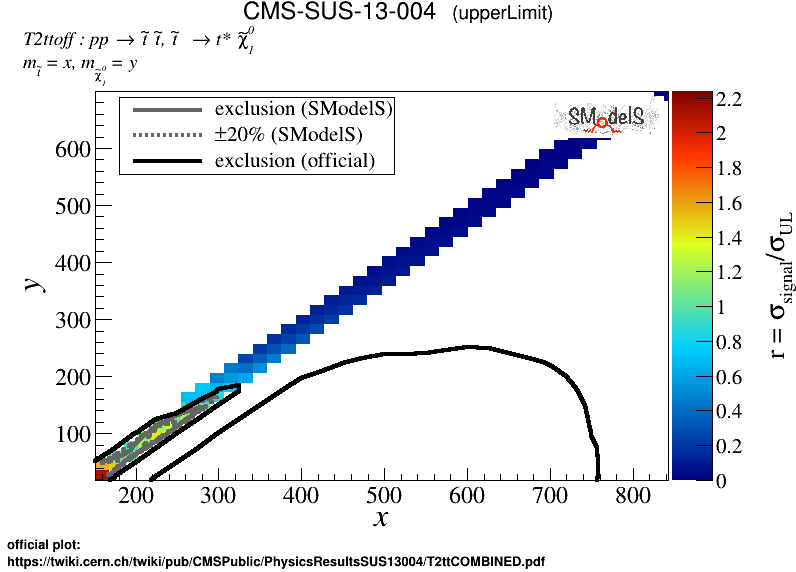 CMS-SUS-13-004 (upperLimit)
T2ttoff : pp → t̃ t̃, t̃ → t* χ̃⁰₁
m_t̃ = x, m_χ̃⁰₁ = y
exclusion (SModelS)
±20% (SModelS)
exclusion (official)
SModelS
600
500
400
300
200
100
y
200 300 400 500 600 700 800
x
2.2
2
1.8
1.6
1.4
1.2
1
0.8
0.6
0.4
0.2
0
r = σ_signal/σ_UL
official plot:
https://twiki.cern.ch/twiki/pub/CMSPublic/PhysicsResultsSUS13004/T2ttCOMBINED.pdf